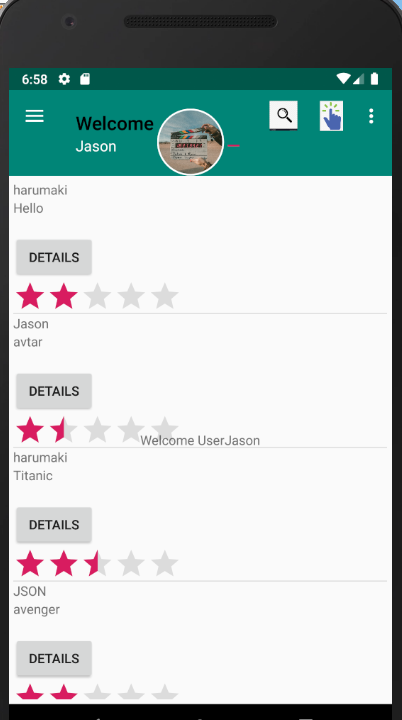 6:58
Welcome
Jason
harumaki
Hello
DETAILS
Jason
avtar
DETAILS
Welcome UserJason
harumaki
Titanic
DETAILS
JSON
avenger
DETAILS